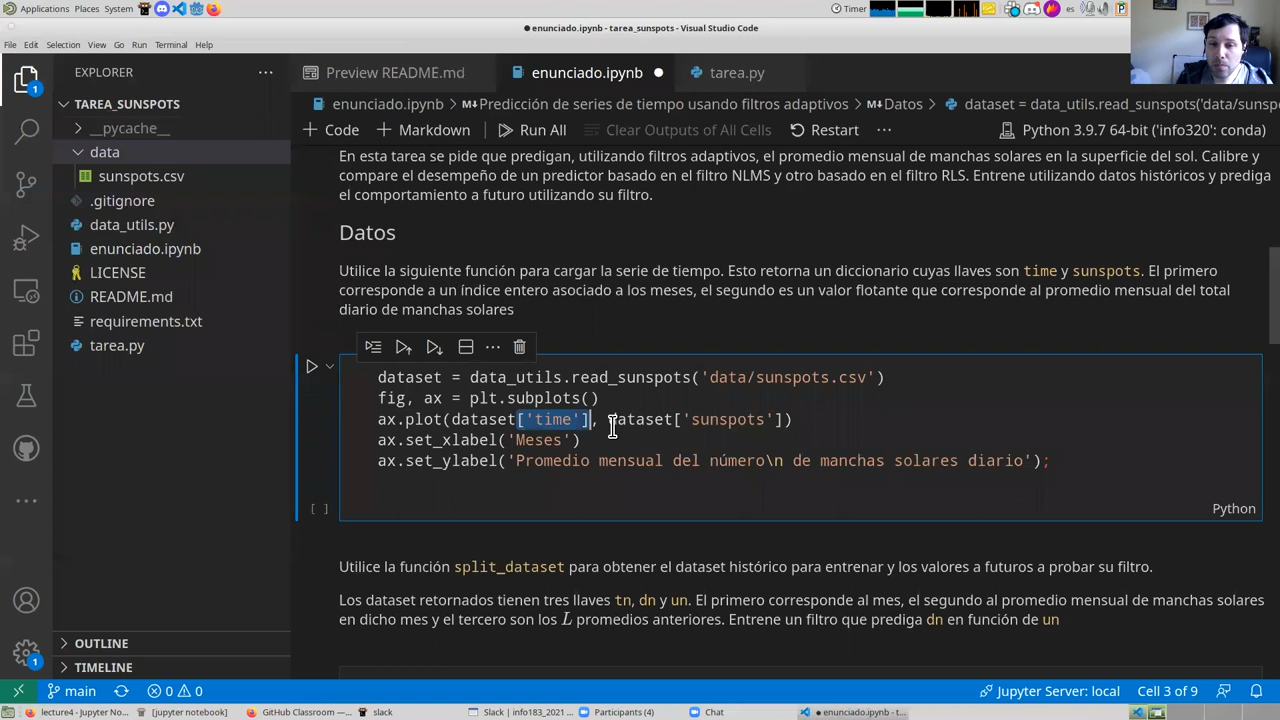 Applications Places System
Timer
es
enunciado.ipynb - tarea_sunspots - Visual Studio Code
File Edit Selection View Go Run Terminal Help
EXPLORER
Preview README.md
enunciado.ipynb
tarea.py
TAREA_SUNSPOTS
__pycache__
data
sunspots.csv
.gitignore
data_utils.py
enunciado.ipynb
LICENSE
README.md
requirements.txt
tarea.py
OUTLINE
TIMELINE
enunciado.ipynb > Predicción de series de tiempo usando filtros adaptivos > Datos > dataset = data_utils.read_sunspots('data/sunsp
Code Markdown Run All Clear Outputs of All Cells Restart Python 3.9.7 64-bit ('info320': conda)
En esta tarea se pide que predigan, utilizando filtros adaptivos, el promedio mensual de manchas solares en la superficie del sol. Calibre y
compare el desempeño de un predictor basado en el filtro NLMS y otro basado en el filtro RLS. Entrene utilizando datos históricos y prediga
el comportamiento a futuro utilizando su filtro.
Datos
Utilice la siguiente función para cargar la serie de tiempo. Esto retorna un diccionario cuyas llaves son time y sunspots. El primero
corresponde a un índice entero asociado a los meses, el segundo es un valor flotante que corresponde al promedio mensual del total
diario de manchas solares
dataset = data_utils.read_sunspots('data/sunspots.csv')
fig, ax = plt.subplots()
ax.plot(dataset['time'], dataset['sunspots'])
ax.set_xlabel('Meses')
ax.set_ylabel('Promedio mensual del número\n de manchas solares diario');
[ ]
Python
Utilice la función split_dataset para obtener el dataset histórico para entrenar y los valores a futuros a probar su filtro.
Los dataset retornados tienen tres llaves tn, dn y un. El primero corresponde al mes, el segundo al promedio mensual de manchas solares
en dicho mes y el tercero son los L promedios anteriores. Entrene un filtro que prediga dn en función de un
main 0 0 Jupyter Server: local Cell 3 of 9
lecture4 - Jupyter No... [jupyter notebook] GitHub Classroom —... slack Slack | info183_2021 ... Participants (4) Chat ● enunciado.ipynb - t...